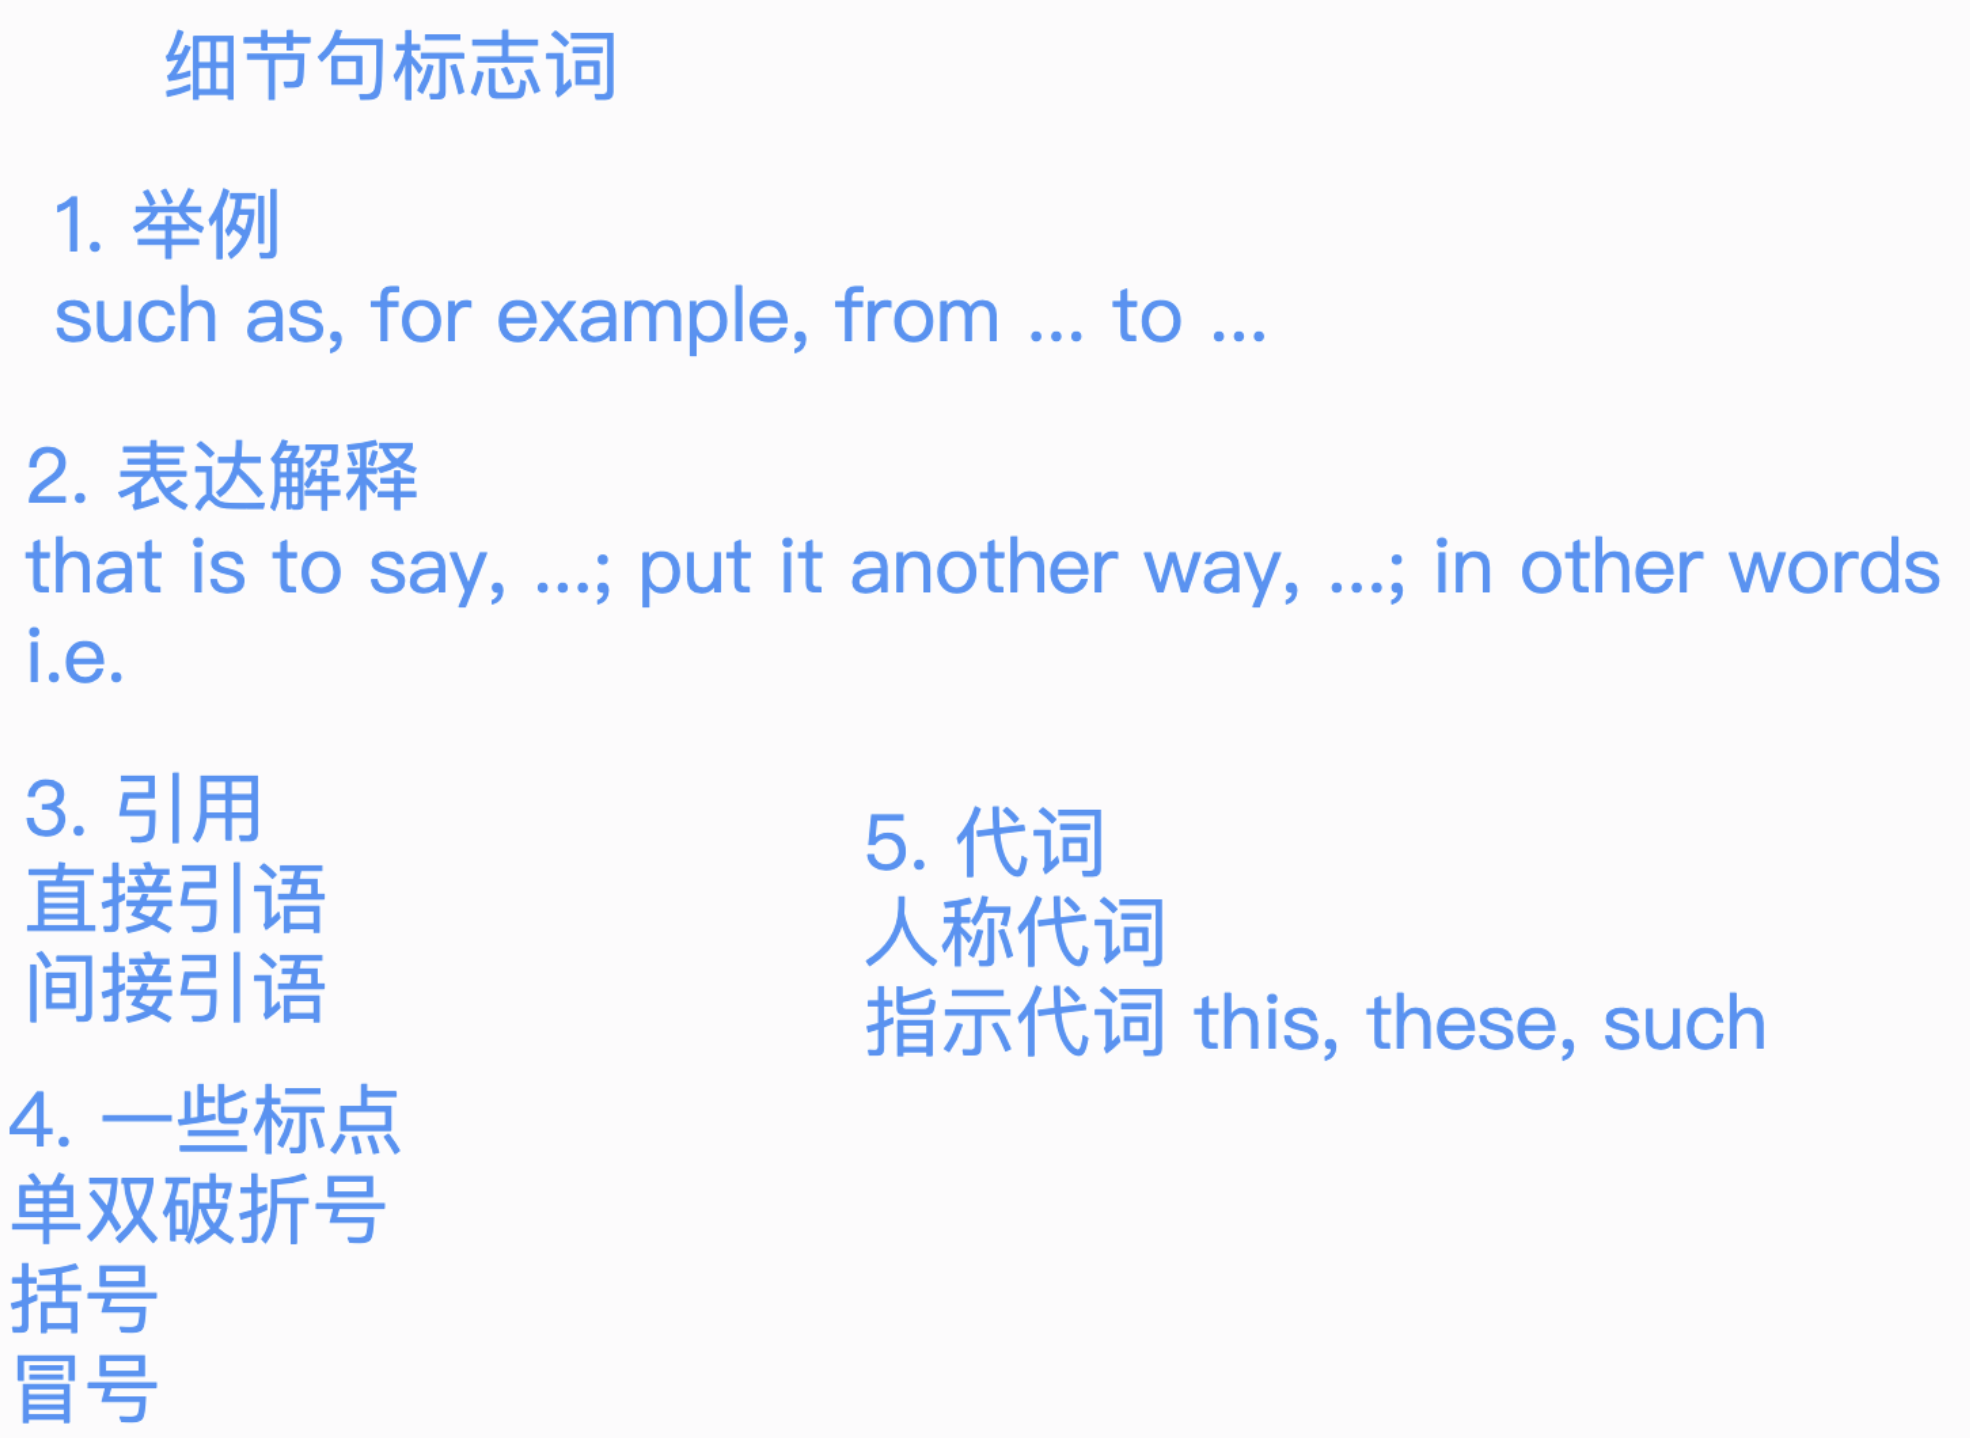 细节句标志词
1. 举例
such as, for example, from ... to ...
2. 表达解释
that is to say, ...; put it another way, ...; in other words
i.e.
3. 引用
直接引语
间接引语
4. 一些标点
单双破折号
括号
冒号
5. 代词
人称代词
指示代词 this, these, such